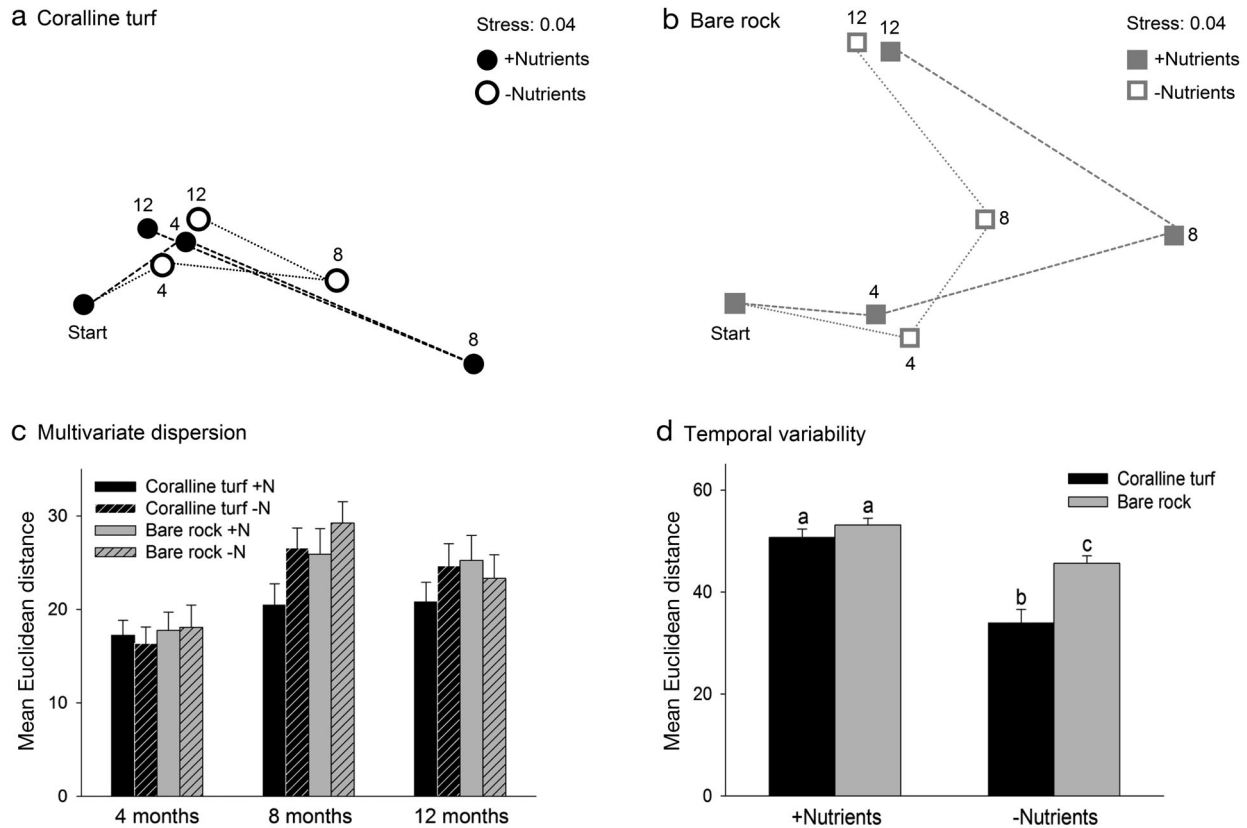 a Coralline turf
Stress: 0.04
+Nutrients
-Nutrients
12
12
4
4
8
8
Start
b Bare rock
Stress: 0.04
+Nutrients
-Nutrients
12
12
8
8
4
4
Start
c Multivariate dispersion
Coralline turf +N
Coralline turf -N
Bare rock +N
Bare rock -N
Mean Euclidean distance
30
20
10
0
4 months
8 months
12 months
d Temporal variability
Coralline turf
Bare rock
Mean Euclidean distance
60
40
20
0
a
a
b
c
+Nutrients
-Nutrients